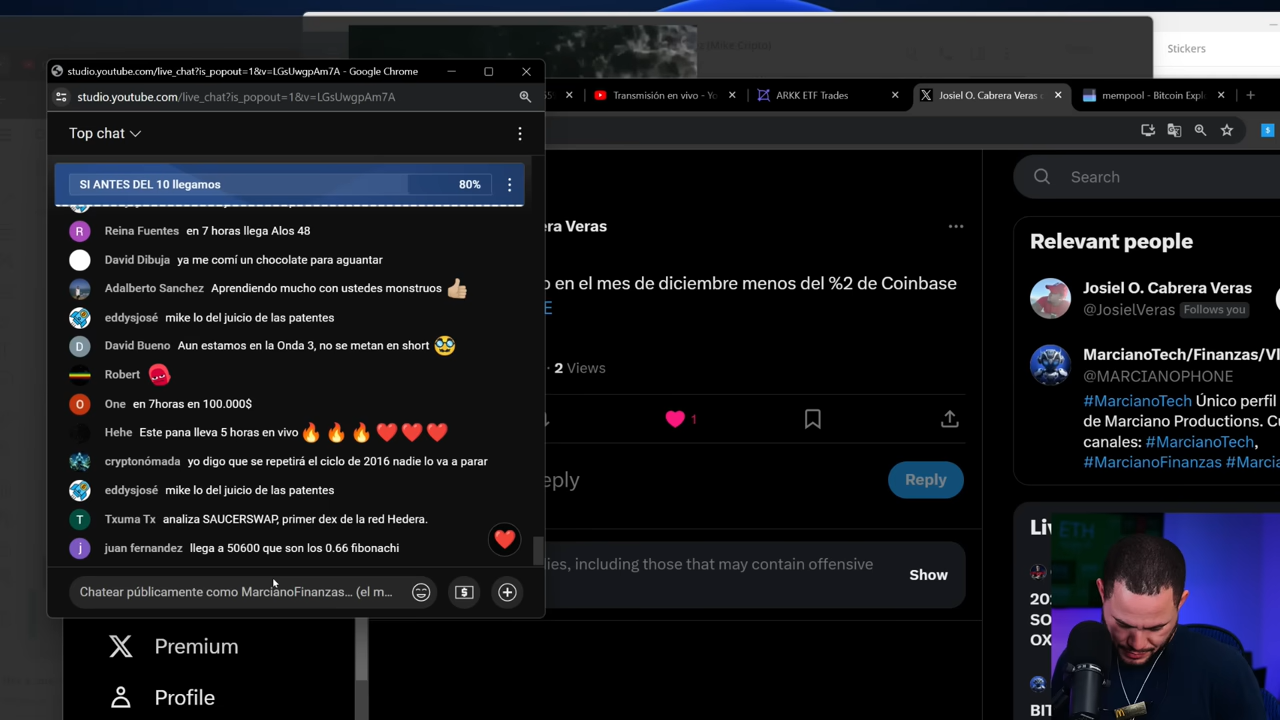 (Mike Cripto)
Stickers
studio.youtube.com/live_chat?is_popout=1&v=LGsUwgpAm7A - Google Chrome
studio.youtube.com/live_chat?is_popout=1&v=LGsUwgpAm7A
Transmisión en vivo - Yo
ARKK ETF Trades
Josiel O. Cabrera Veras
mempool - Bitcoin Expl
Top chat
SI ANTES DEL 10 llegamos
80%
Reina Fuentes en 7 horas llega Alos 48
David Dibuja ya me comí un chocolate para aguantar
Adalberto Sanchez Aprendiendo mucho con ustedes monstruos 👍🏼
eddysjosé mike lo del juicio de las patentes
David Bueno Aun estamos en la Onda 3, no se metan en short 🥸
Robert
One en 7horas en 100.000$
Hehe Este pana lleva 5 horas en vivo 🔥 🔥 🔥 ❤️ ❤️ ❤️
cryptonómada yo digo que se repetirá el ciclo de 2016 nadie lo va a parar
eddysjosé mike lo del juicio de las patentes
Txuma Tx analiza SAUCERSWAP, primer dex de la red Hedera.
juan fernandez llega a 50600 que son los 0.66 fibonachi
Chatear públicamente como MarcianoFinanzas... (el m...
Premium
Profile
era Veras
en el mes de diciembre menos del %2 de Coinbase
E
· 2 Views
1
eply
Reply
lies, including those that may contain offensive
Show
Search
Relevant people
Josiel O. Cabrera Veras
@JosielVeras Follows you
MarcianoTech/Finanzas/Vl
@MARCIANOPHONE
#MarcianoTech Único perfil
de Marciano Productions. Cu
canales: #MarcianoTech,
#MarcianoFinanzas #Marcia
Li
ETH
20
SO
OX
BIT